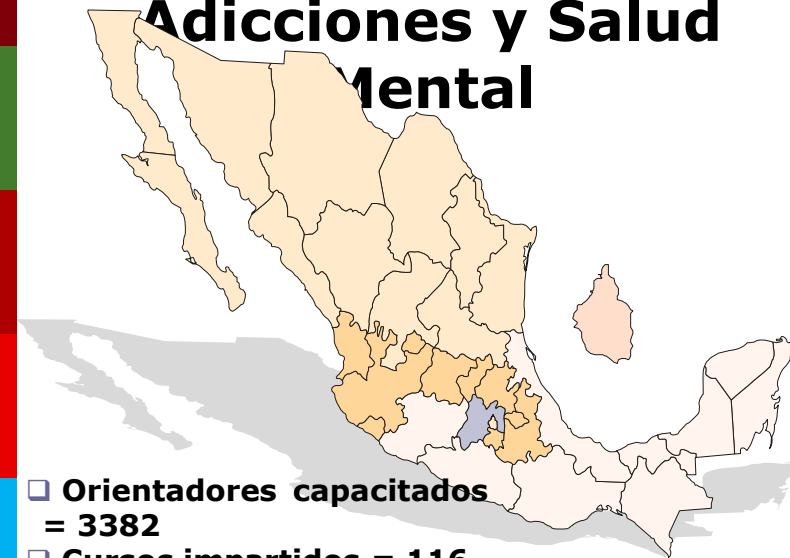 Adicciones y Salud
Mental
❑ Orientadores capacitados
= 3382
❑ Cursos impartidos = 116